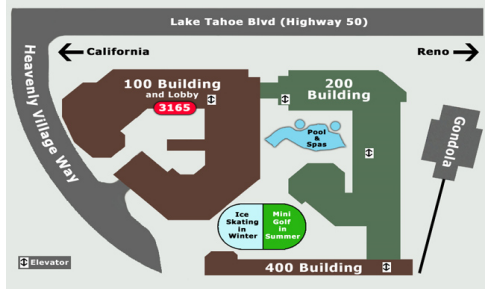 Lake Tahoe Blvd (Highway 50)
California
Reno
Heavenly Village Way
100 Building
and Lobby
3165
200
Building
Pool
&
Spas
Gondola
Ice
Skating
in
Winter
Mini
Golf
in
Summer
400 Building
Elevator